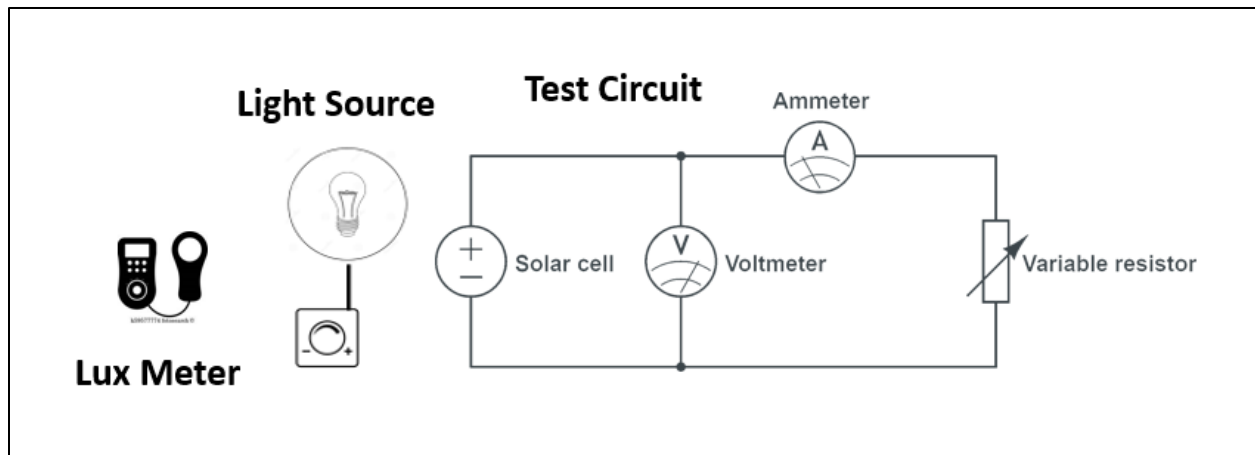 Light Source
Test Circuit
Ammeter
A
+
−
Solar cell
V
Voltmeter
Variable resistor
− +
Lux Meter